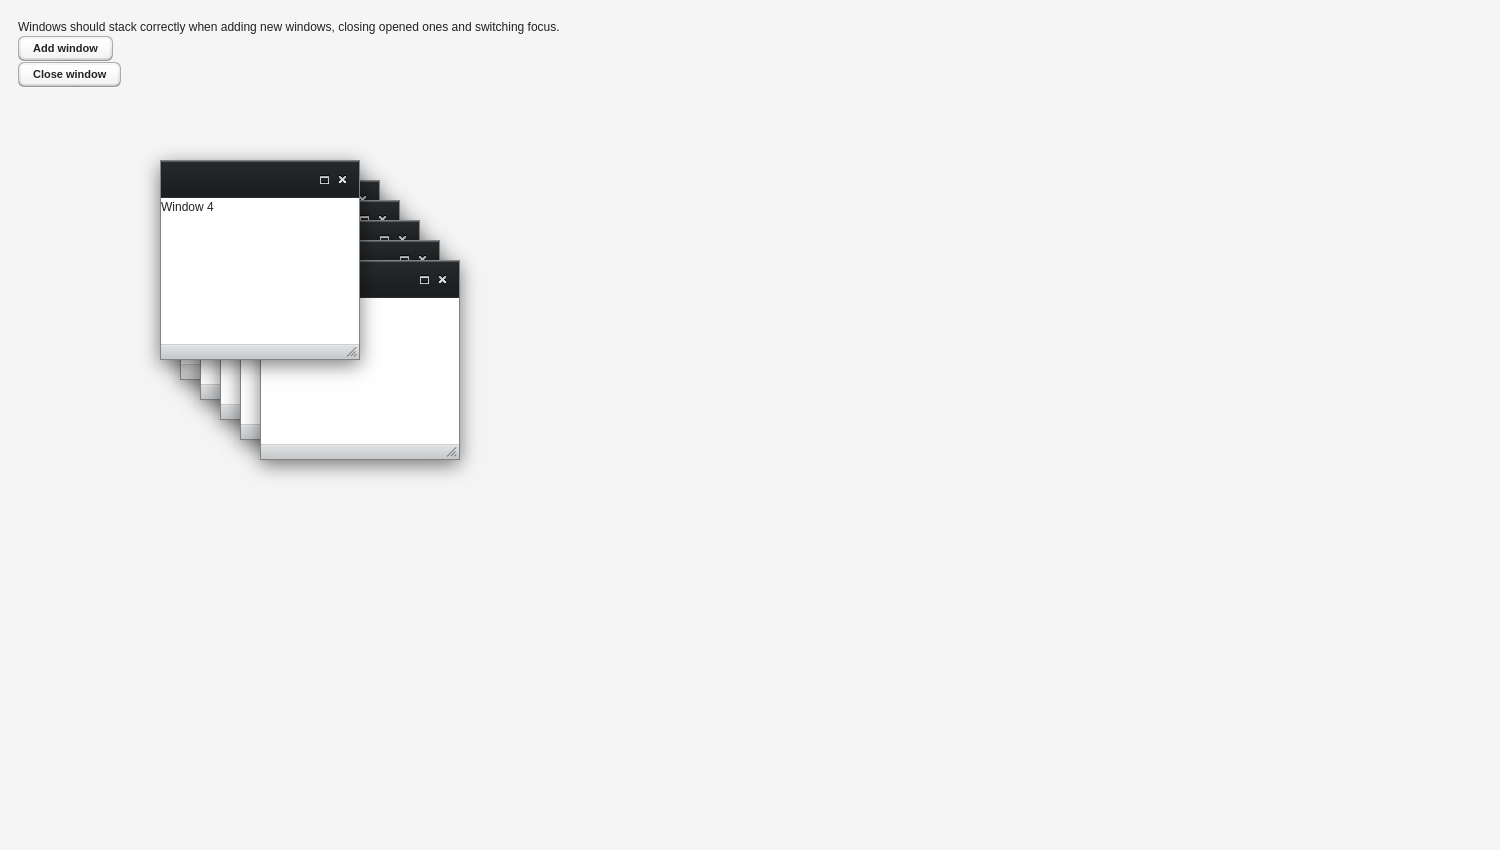 Windows should stack correctly when adding new windows, closing opened ones and switching focus.
Add window
Close window
Window 4